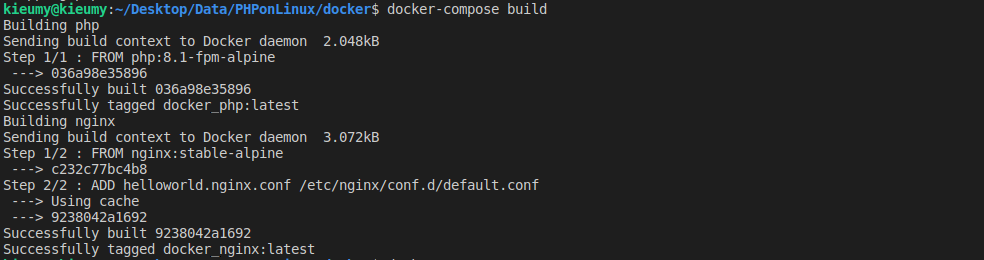 kieumy@kieumy:~/Desktop/Data/PHPonLinux/docker$ docker-compose build
Building php
Sending build context to Docker daemon  2.048kB
Step 1/1 : FROM php:8.1-fpm-alpine
 ---> 036a98e35896
Successfully built 036a98e35896
Successfully tagged docker_php:latest
Building nginx
Sending build context to Docker daemon  3.072kB
Step 1/2 : FROM nginx:stable-alpine
 ---> c232c77bc4b8
Step 2/2 : ADD helloworld.nginx.conf /etc/nginx/conf.d/default.conf
 ---> Using cache
 ---> 9238042a1692
Successfully built 9238042a1692
Successfully tagged docker_nginx:latest